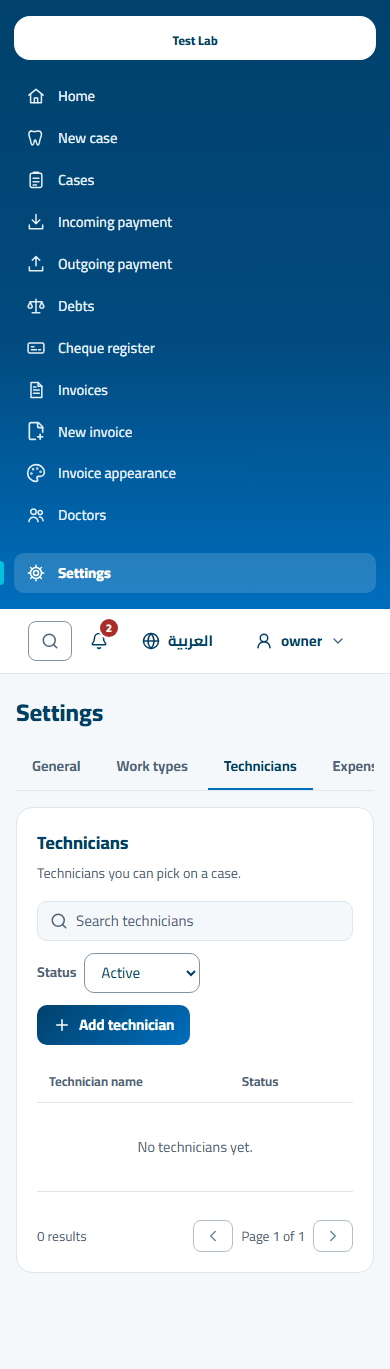 Test Lab
Home
New case
Cases
Incoming payment
Outgoing payment
Debts
Cheque register
Invoices
New invoice
Invoice appearance
Doctors
Settings
2
العربية
owner
Settings
General Work types Technicians Expens
Technicians
Technicians you can pick on a case.
Search technicians
Status Active
Add technician
Technician name Status
No technicians yet.
0 results Page 1 of 1